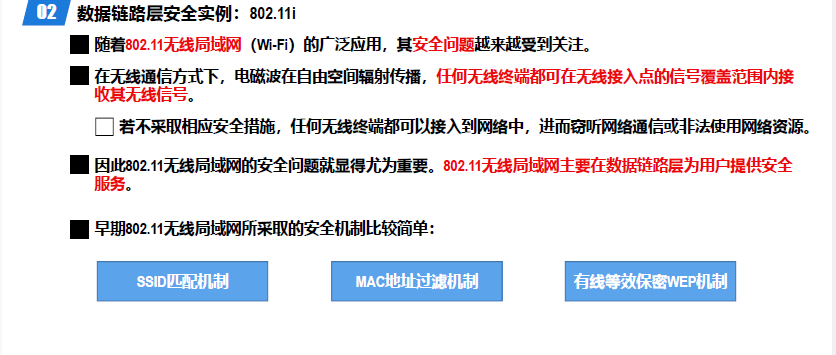 02 数据链路层安全实例：802.11i
随着802.11无线局域网（Wi-Fi）的广泛应用，其安全问题越来越受到关注。
在无线通信方式下，电磁波在自由空间辐射传播，任何无线终端都可在无线接入点的信号覆盖范围内接
收其无线信号。
若不采取相应安全措施，任何无线终端都可以接入到网络中，进而窃听网络通信或非法使用网络资源。
因此802.11无线局域网的安全问题就显得尤为重要。802.11无线局域网主要在数据链路层为用户提供安全
服务。
早期802.11无线局域网所采取的安全机制比较简单：
SSID匹配机制
MAC地址过滤机制
有线等效保密WEP机制